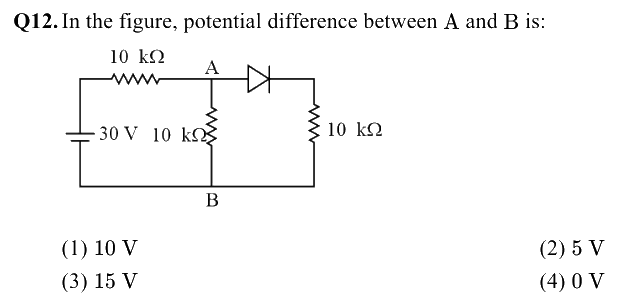 Q12. In the figure, potential difference between A and B is:
10 kΩ
A
30 V 10 kΩ
10 kΩ
B
(1) 10 V
(2) 5 V
(3) 15 V
(4) 0 V